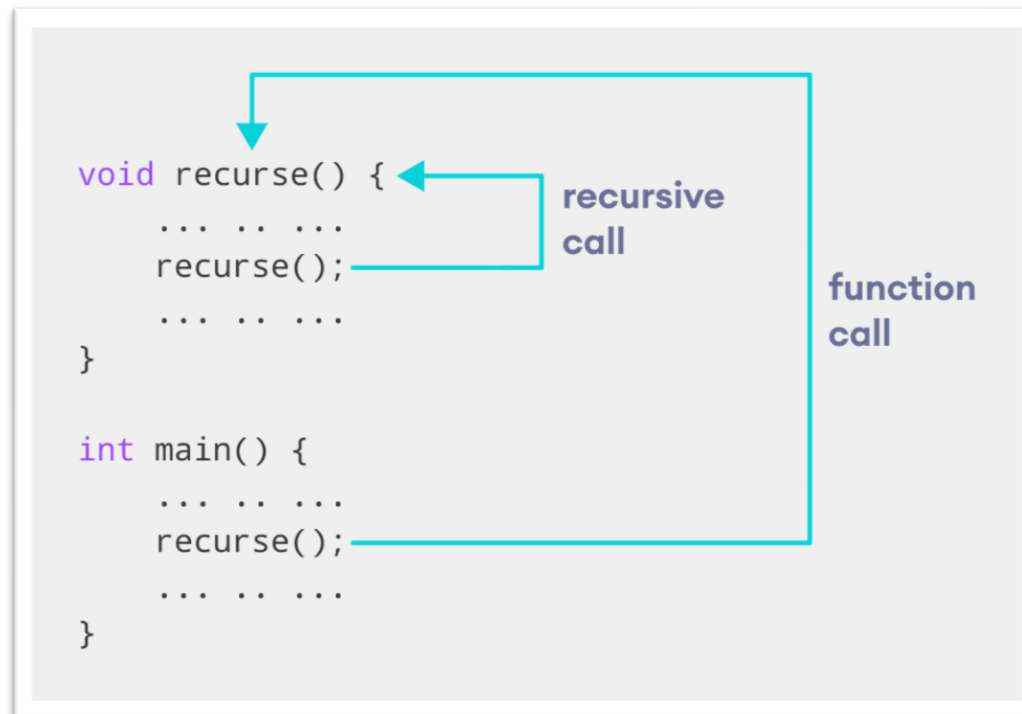 void recurse() {
... .. ...
recurse();
... .. ...
}
recursive
call
function
call
int main() {
... .. ...
recurse();
... .. ...
}